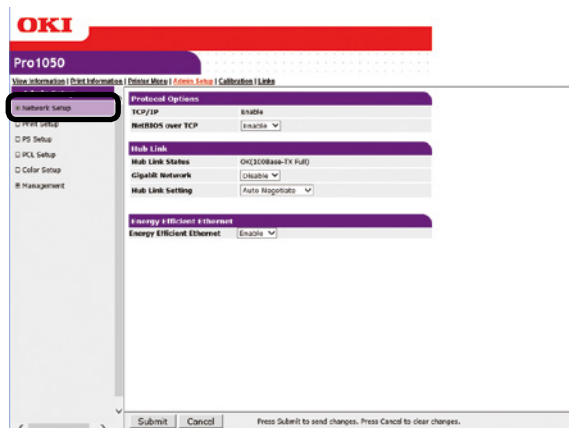 OKI
Pro1050
View Information | Print Information | Printer Menu | Admin Setup | Calibration | Links
Network Setup
Print Setup
PS Setup
PCL Setup
Color Setup
Management
Protocol Options
TCP/IP Enable
NetBIOS over TCP Enable
Hub Link
Hub Link Status OK(100Base-TX Full)
Gigabit Network Disable
Hub Link Setting Auto Negotiate
Energy Efficient Ethernet
Energy Efficient Ethernet Enable
Submit Cancel Press Submit to send changes. Press Cancel to clear changes.